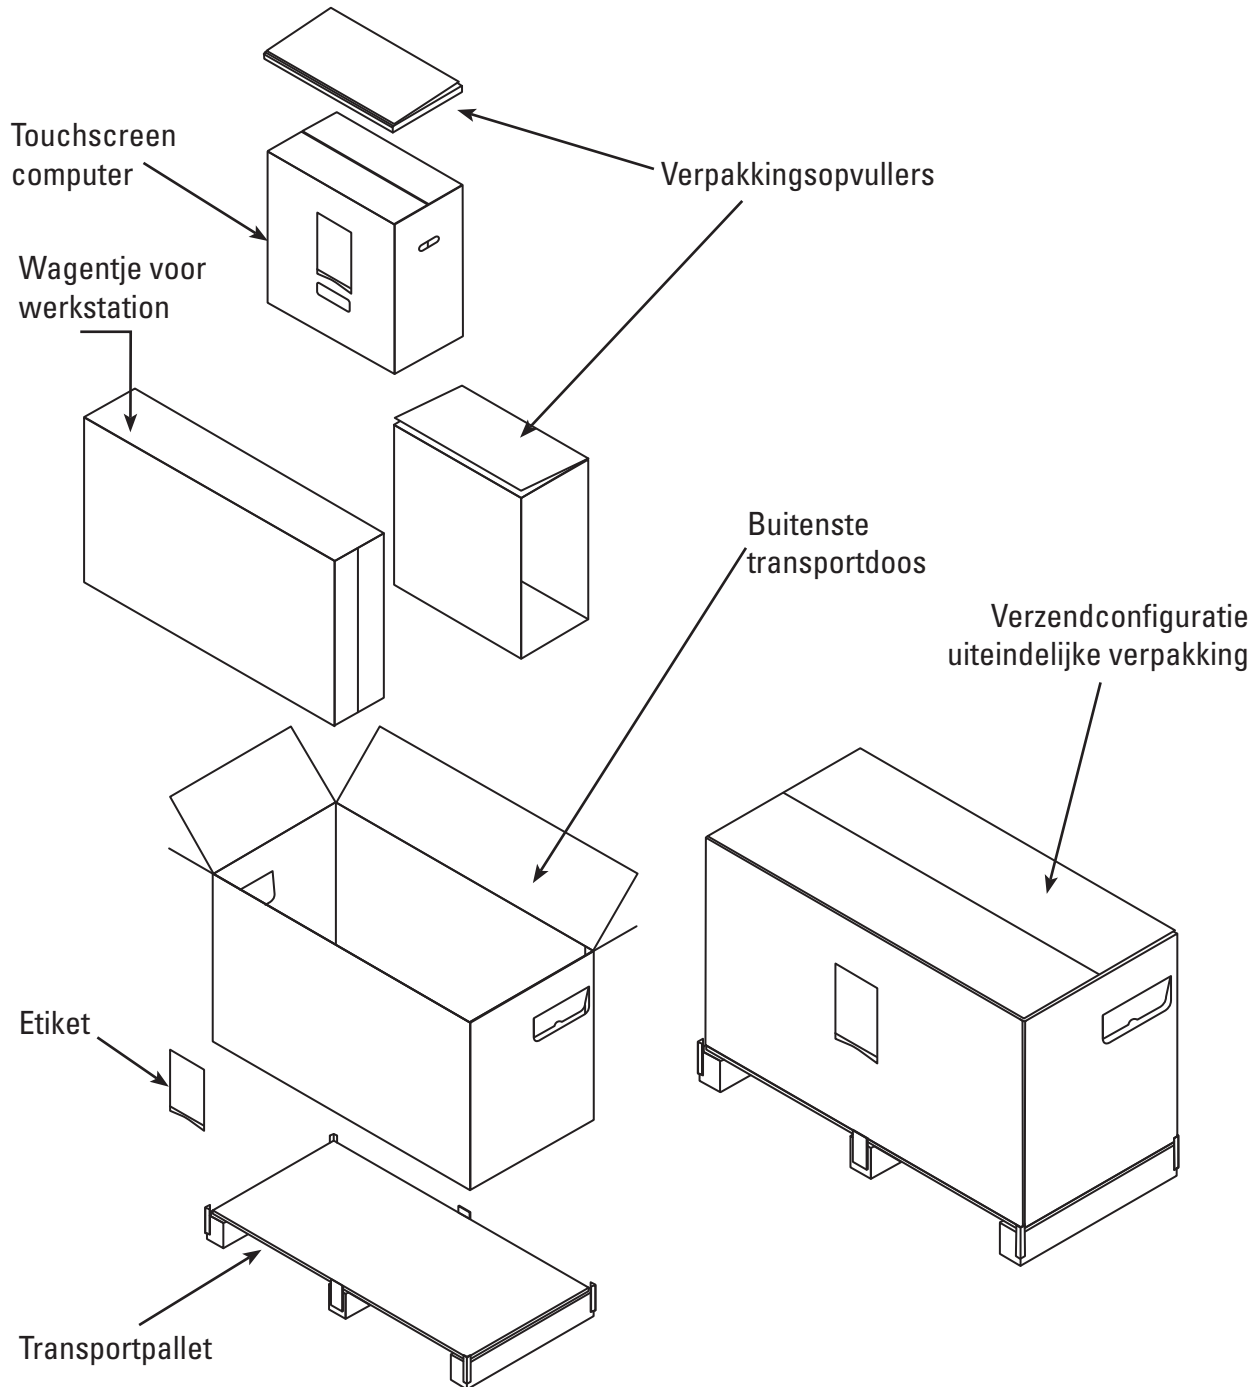 Touchscreen
computer
Verpakkingsopvullers
Wagentje voor
werkstation
Buitenste
transportdoos
Verzendconfiguratie
uiteindelijke verpakking
Etiket
Transportpallet